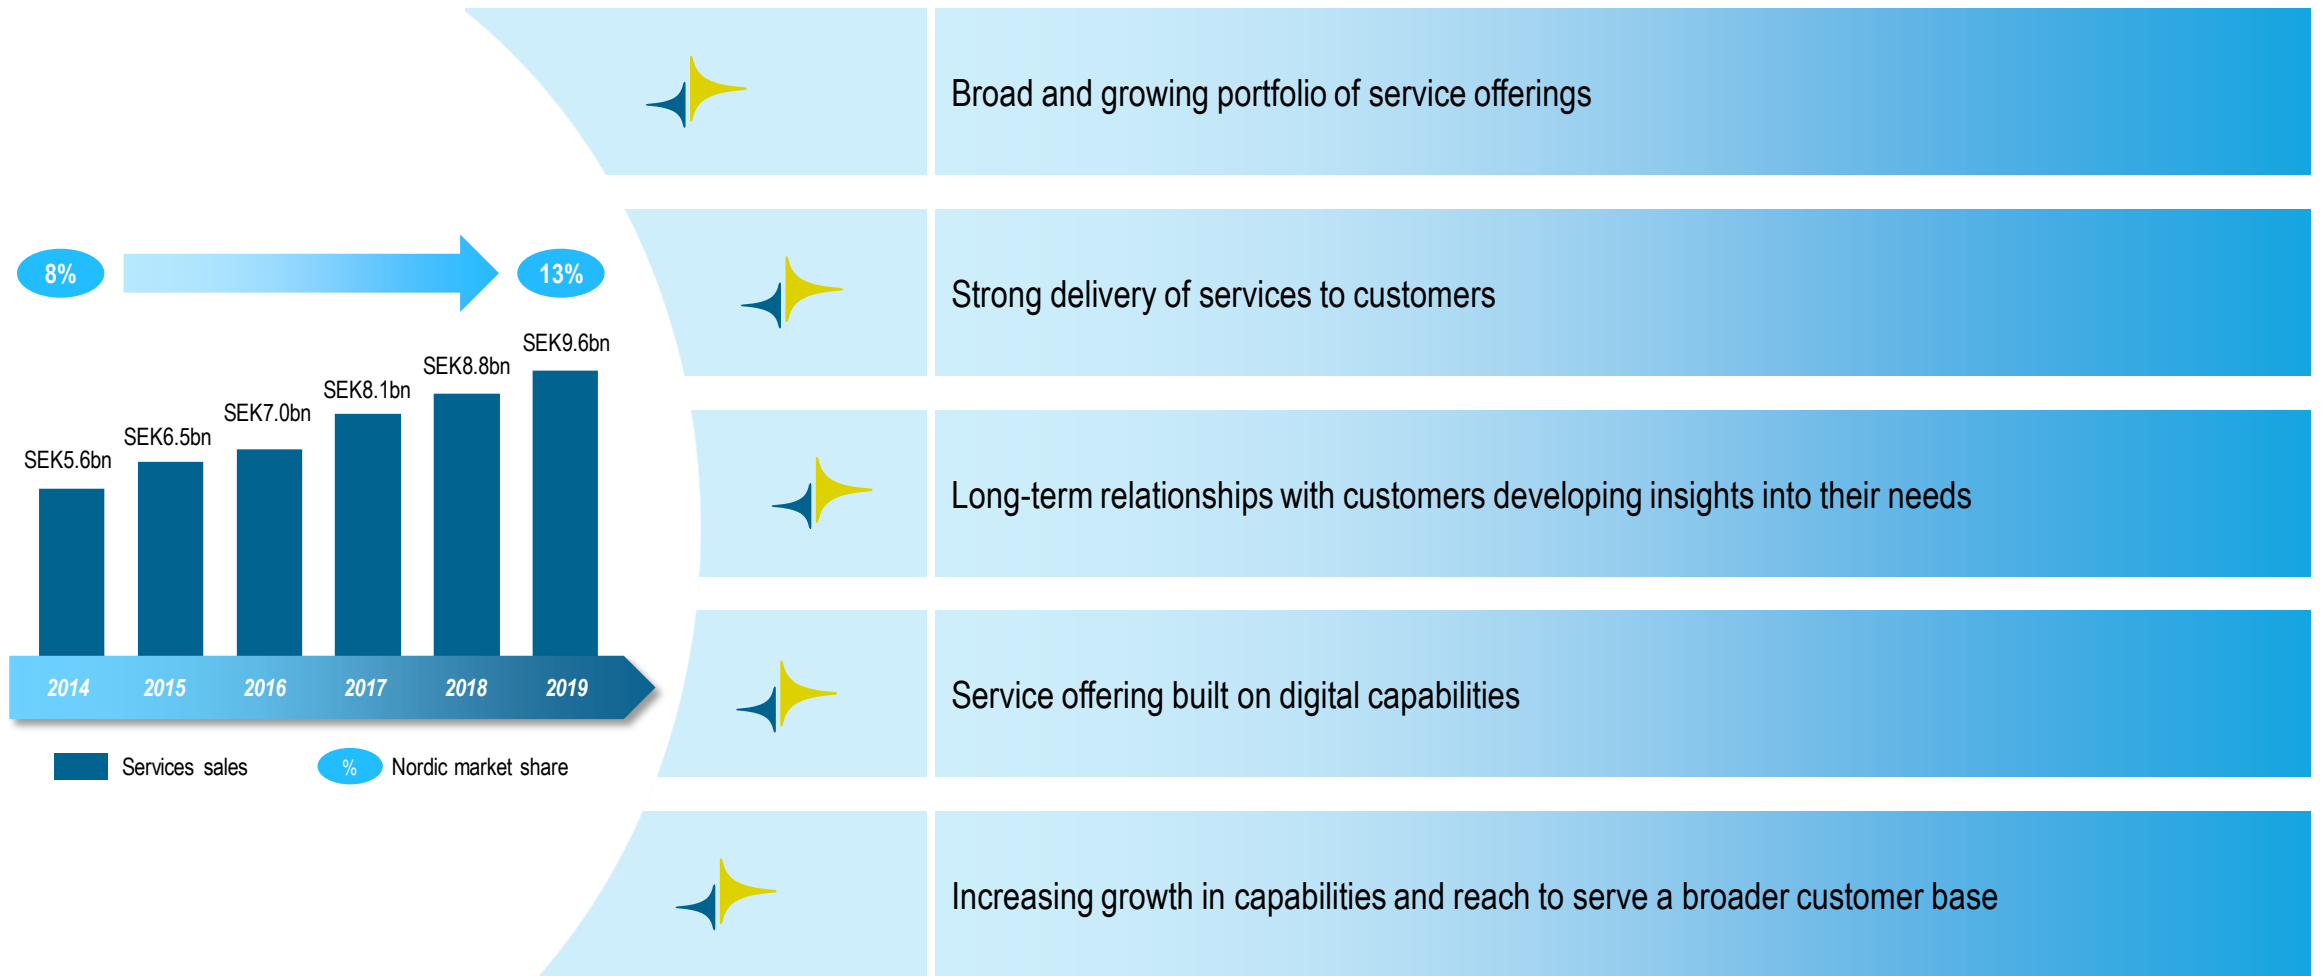 Broad and growing portfolio of service offerings
Strong delivery of services to customers
Long-term relationships with customers developing insights into their needs
Service offering built on digital capabilities
Increasing growth in capabilities and reach to serve a broader customer base
8%
13%
SEK5.6bn
SEK6.5bn
SEK7.0bn
SEK8.1bn
SEK8.8bn
SEK9.6bn
2014 2015 2016 2017 2018 2019
Services sales
% Nordic market share